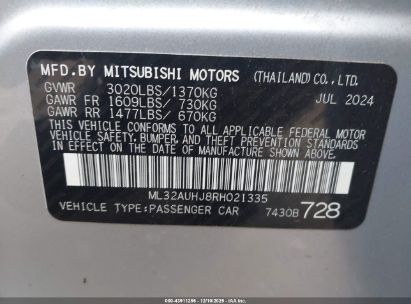 MFD.BY MITSUBISHI MOTORS (THAILAND) CO., LTD.
GVWR 3020LBS/1370KG JUL 2024
GAWR FR 1609LBS/ 730KG
GAWR RR 1477LBS/ 670KG
THIS VEHICLE CONFORMS TO ALL APPLICABLE FEDERAL MOTOR
VEHICLE SAFETY, BUMPER, AND THEFT PREVENTION STANDARDS
IN EFFECT ON THE DATE OF MANUFACTURE SHOWN ABOVE.
ML32AUHJ8RH021335
VEHICLE TYPE:PASSENGER CAR 7430B 728